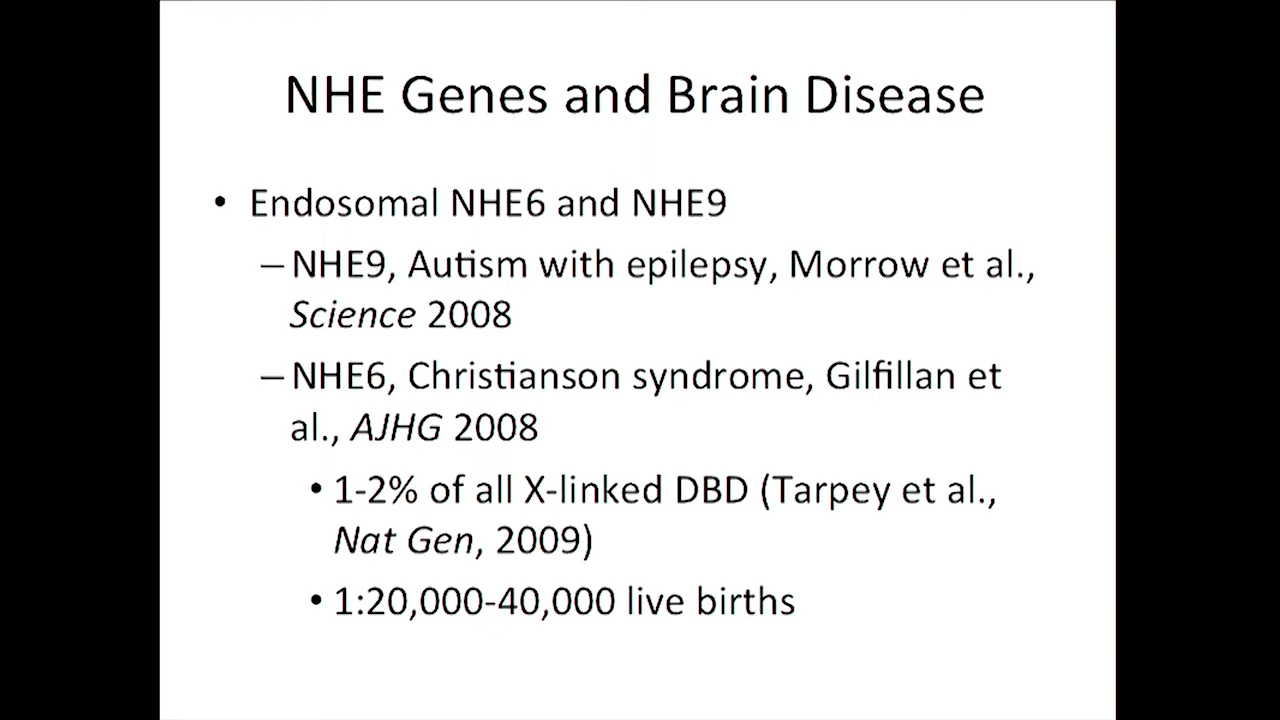 NHE Genes and Brain Disease
• Endosomal NHE6 and NHE9
– NHE9, Autism with epilepsy, Morrow et al.,
Science 2008
– NHE6, Christianson syndrome, Gilfillan et
al., AJHG 2008
• 1-2% of all X-linked DBD (Tarpey et al.,
Nat Gen, 2009)
• 1:20,000-40,000 live births